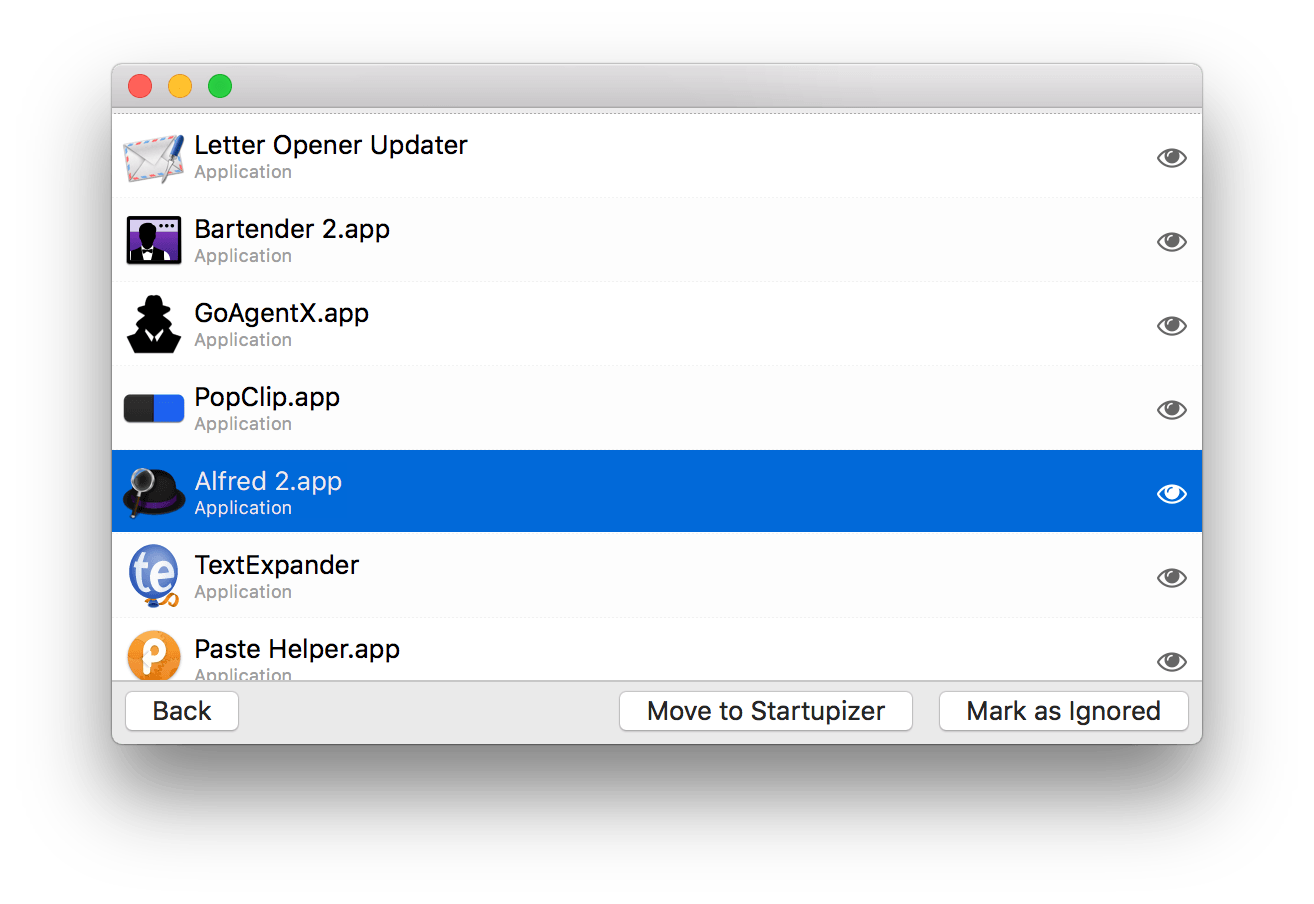 Letter Opener Updater
Application
Bartender 2.app
Application
GoAgentX.app
Application
PopClip.app
Application
Alfred 2.app
Application
te
TextExpander
Application
P
Paste Helper.app
Application
Back
Move to Startupizer
Mark as Ignored